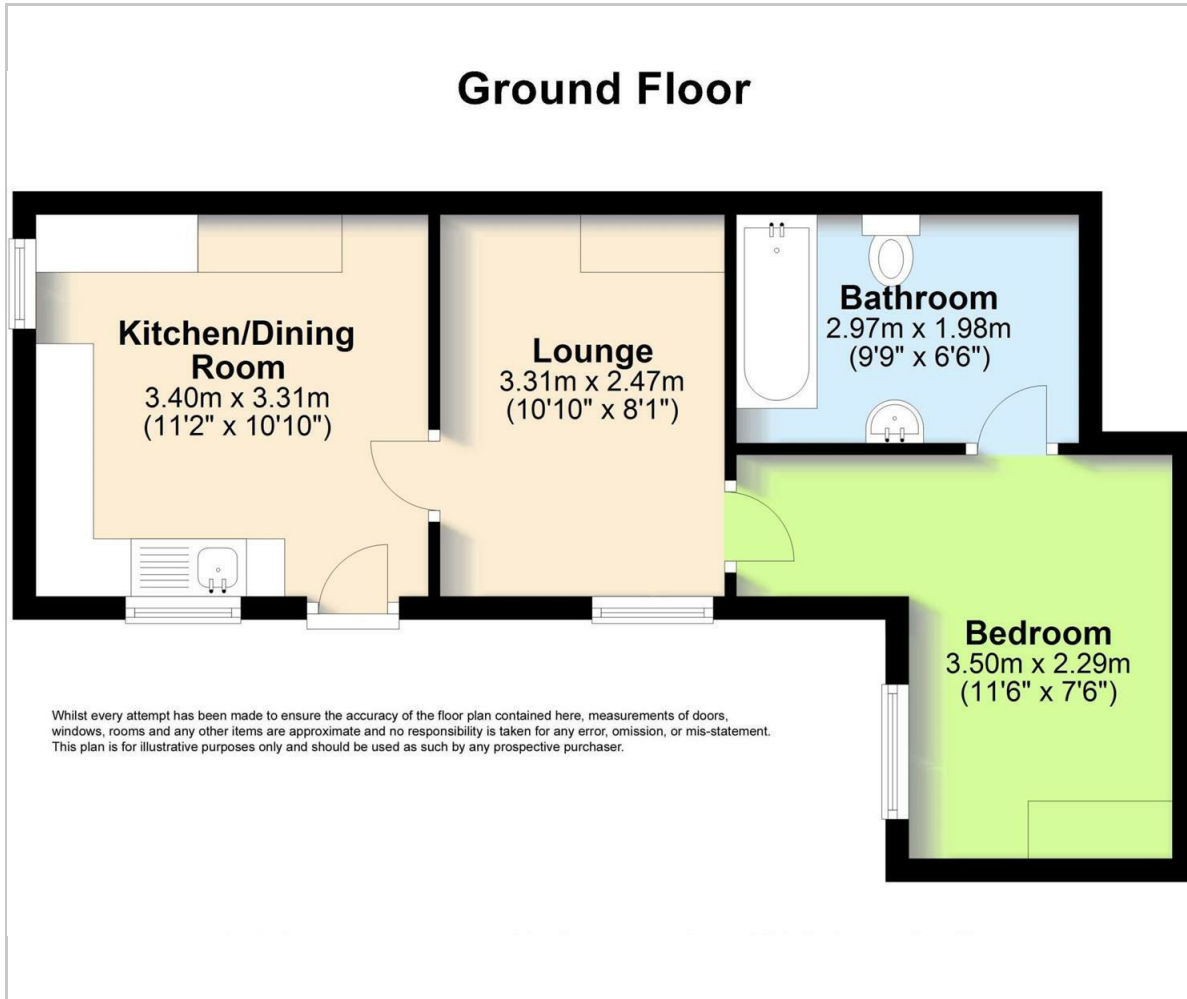 Ground Floor
Kitchen/Dining
Room
3.40m x 3.31m
(11'2" x 10'10")
Lounge
3.31m x 2.47m
(10'10" x 8'1")
Bathroom
2.97m x 1.98m
(9'9" x 6'6")
Bedroom
3.50m x 2.29m
(11'6" x 7'6")
Whilst every attempt has been made to ensure the accuracy of the floor plan contained here, measurements of doors,
windows, rooms and any other items are approximate and no responsibility is taken for any error, omission, or mis-statement.
This plan is for illustrative purposes only and should be used as such by any prospective purchaser.